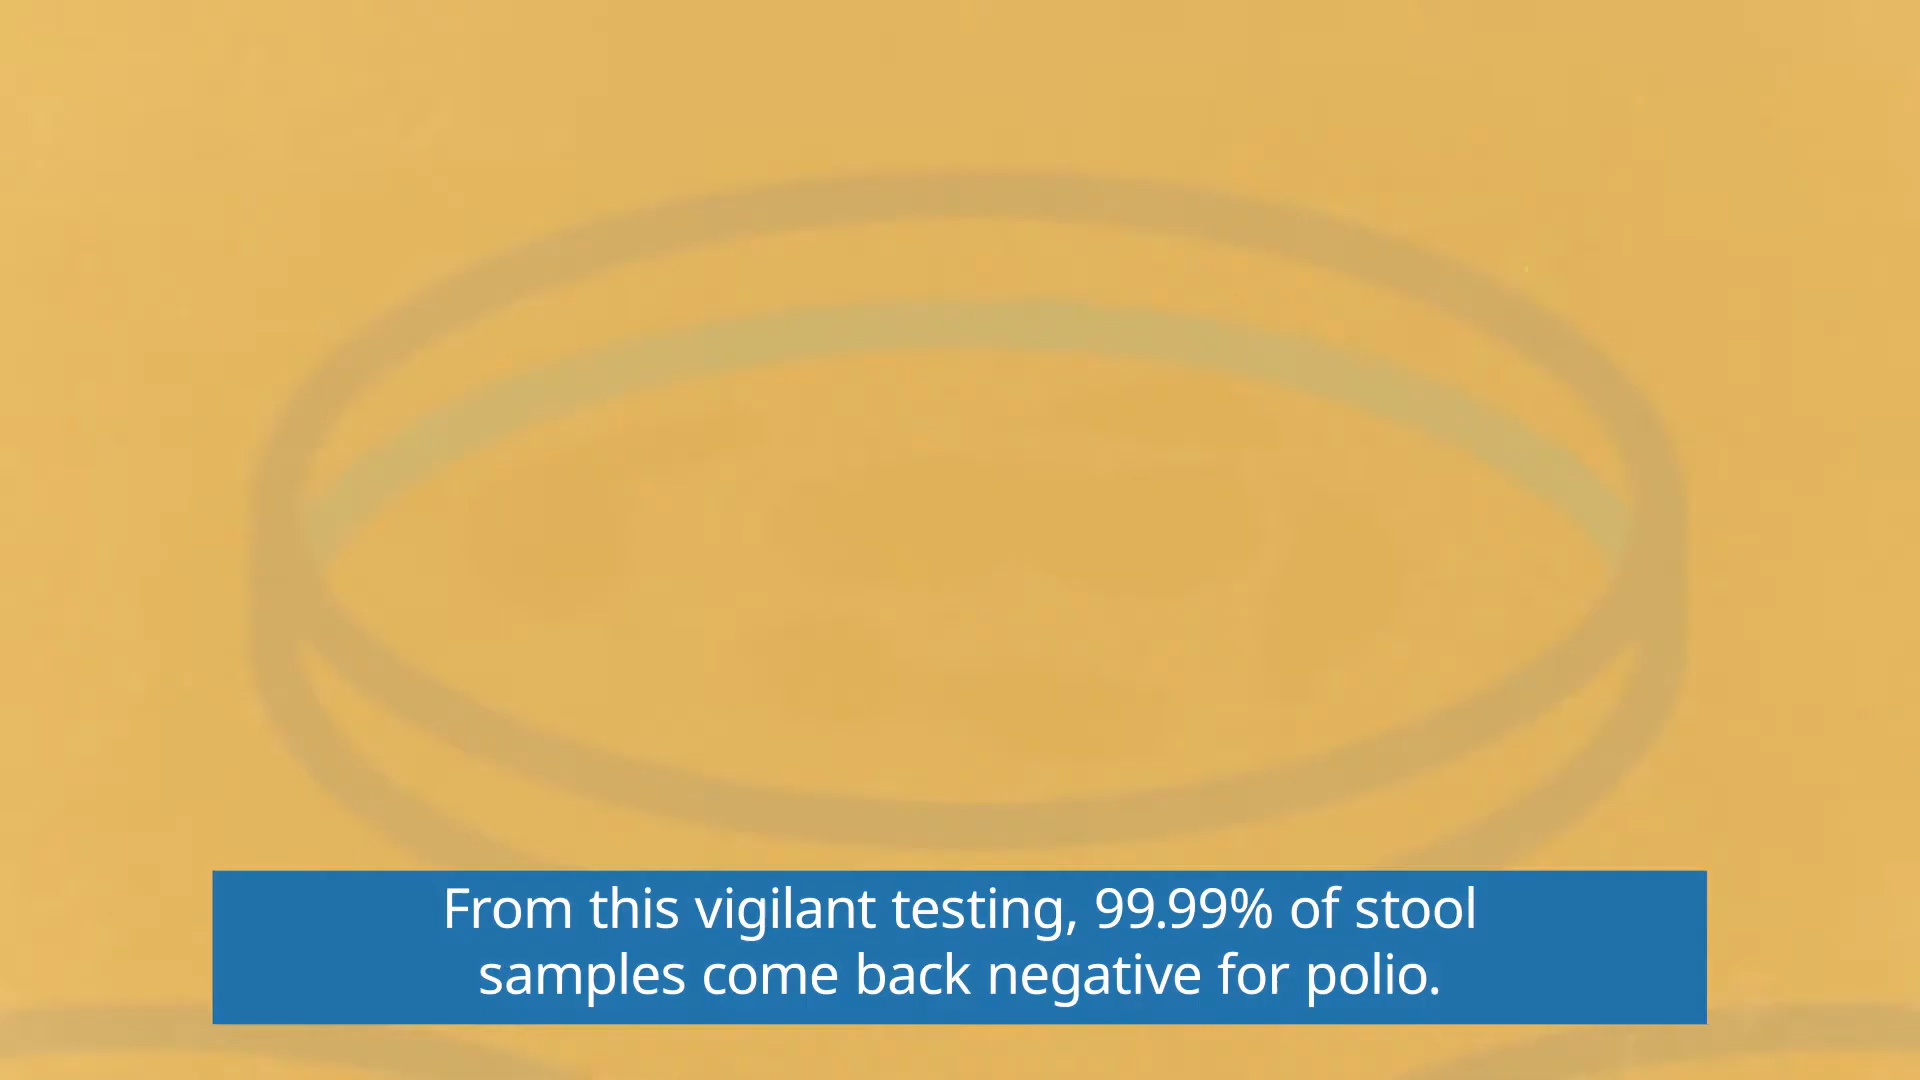 From this vigilant testing, 99.99% of stool
samples come back negative for polio.